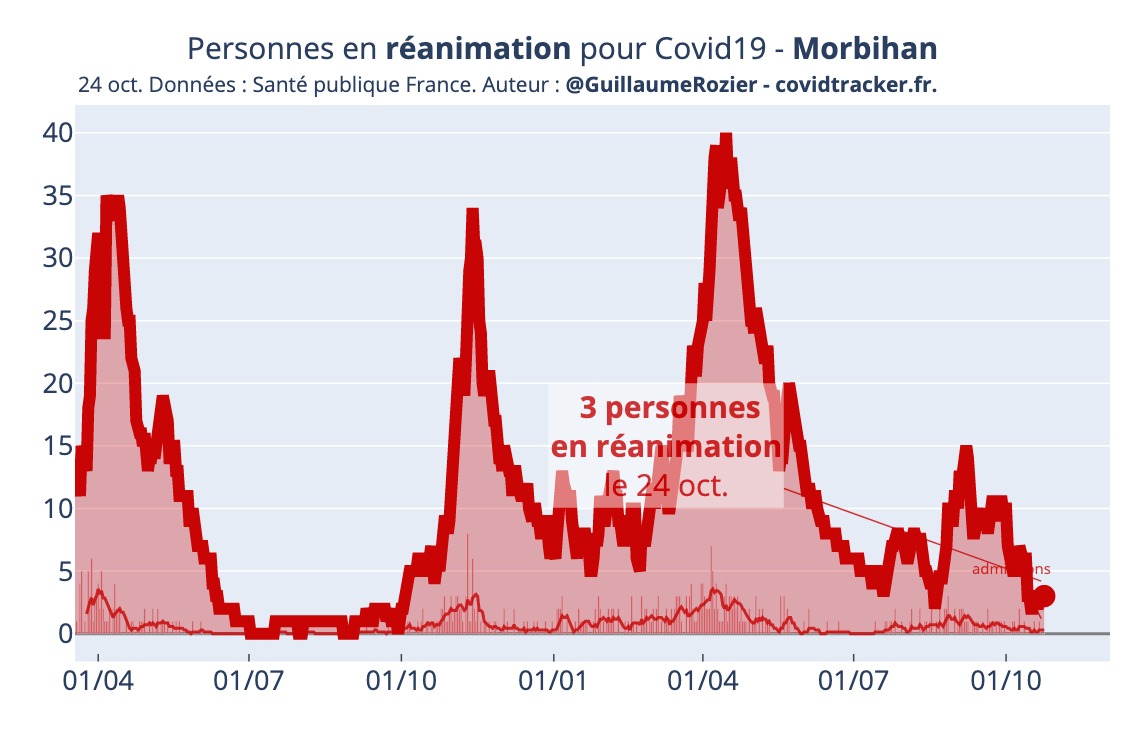 Personnes en réanimation pour Covid19 - Morbihan
24 oct. Données : Santé publique France. Auteur : @GuillaumeRozier - covidtracker.fr.
40
35
30
25
20
15
10
5
0
3 personnes
en réanimation
le 24 oct.
admissions
01/04
01/07
01/10
01/01
01/04
01/07
01/10